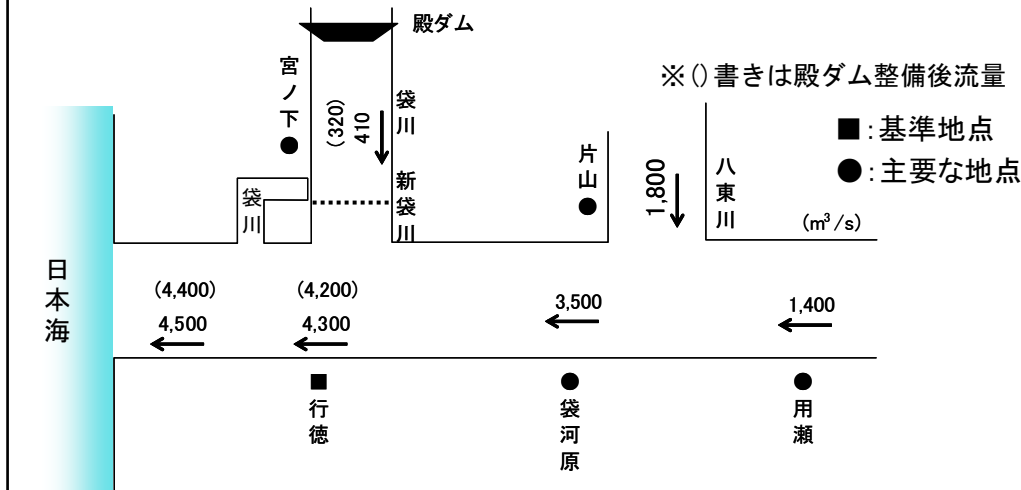 殿ダム
宮ノ下
(320)
410
袋川
※()書きは殿ダム整備後流量
■:基準地点
●:主要な地点
片山
1,800
八東川
(m³/s)
袋川
新袋川
日本海
(4,400)
4,500
(4,200)
4,300
3,500
1,400
行徳
袋河原
用瀬